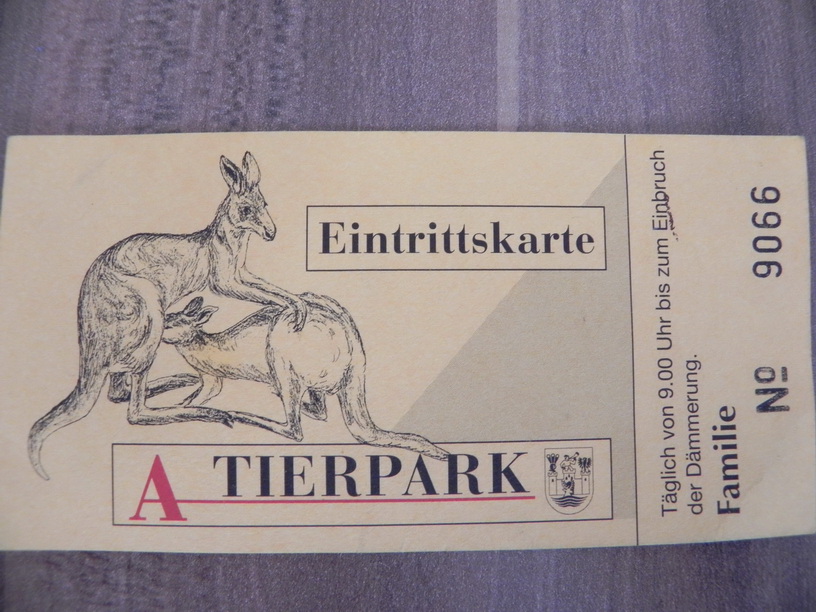 Eintrittskarte
A TIERPARK
Täglich von 9.00 Uhr bis zum Einbruch
der Dämmerung.
Familie
Nº 9066